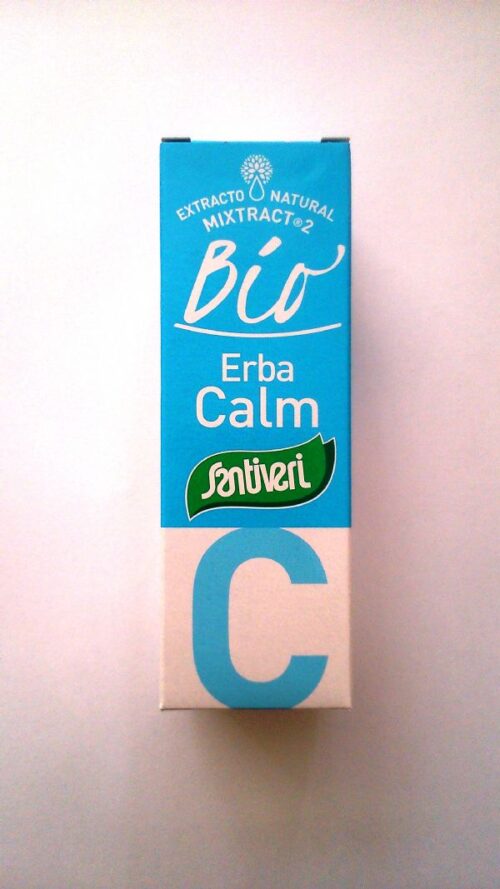 EXTRACTO NATURAL
MIXTRACT®2
Bío
Erba
Calm
Santiveri
C